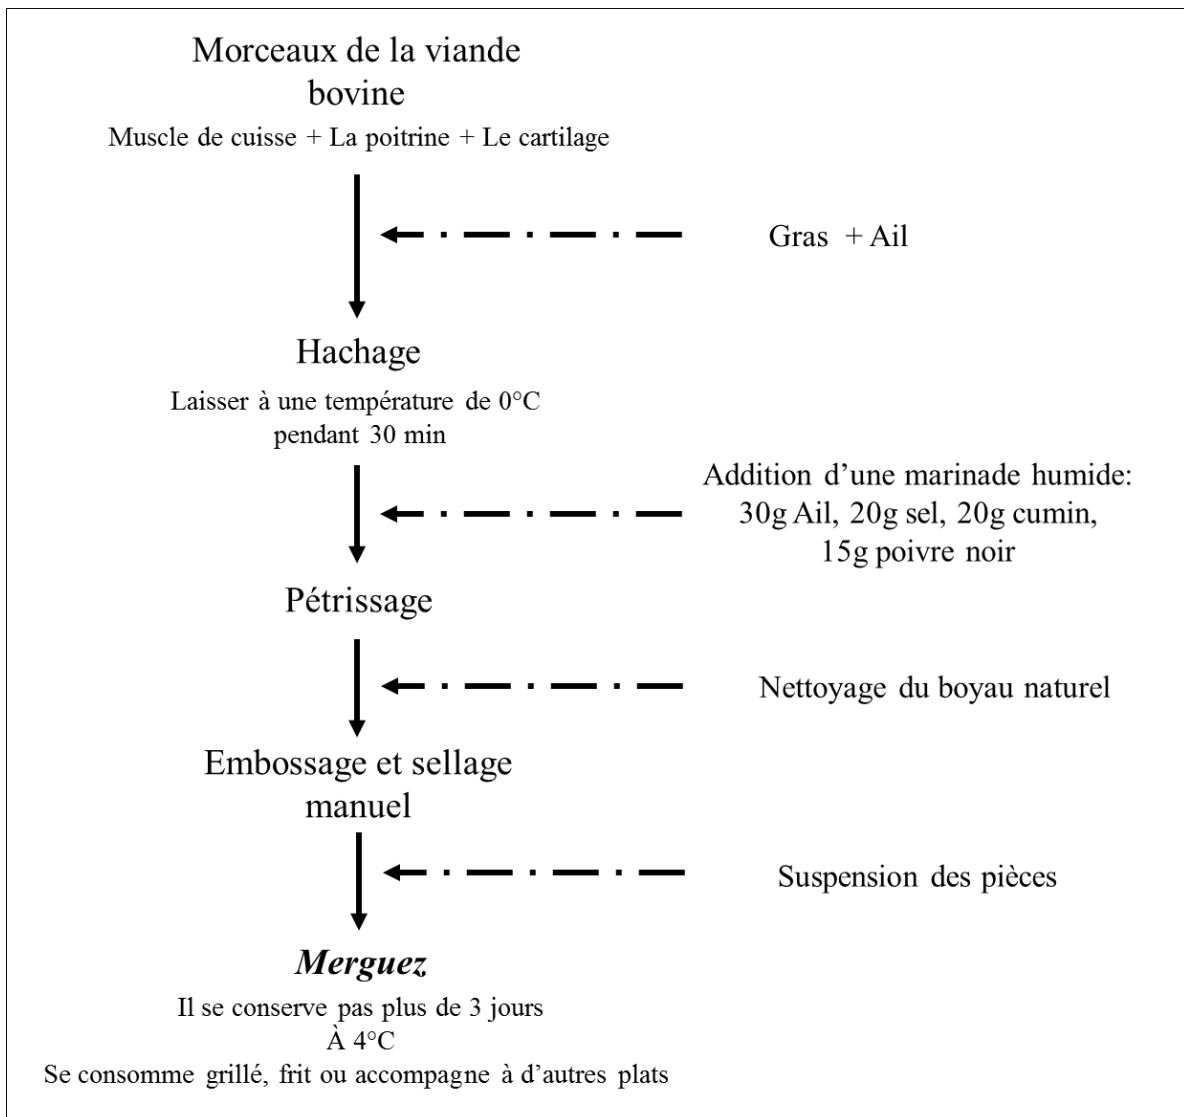 Morceaux de la viande
bovine
Muscle de cuisse + La poitrine + Le cartilage
Gras + Ail
Hachage
Laisser à une température de 0°C
pendant 30 min
Addition d’une marinade humide:
30g Ail, 20g sel, 20g cumin,
15g poivre noir
Pétrissage
Nettoyage du boyau naturel
Embossage et sellage
manuel
Suspension des pièces
Merguez
Il se conserve pas plus de 3 jours
À 4°C
Se consomme grillé, frit ou accompagne à d’autres plats